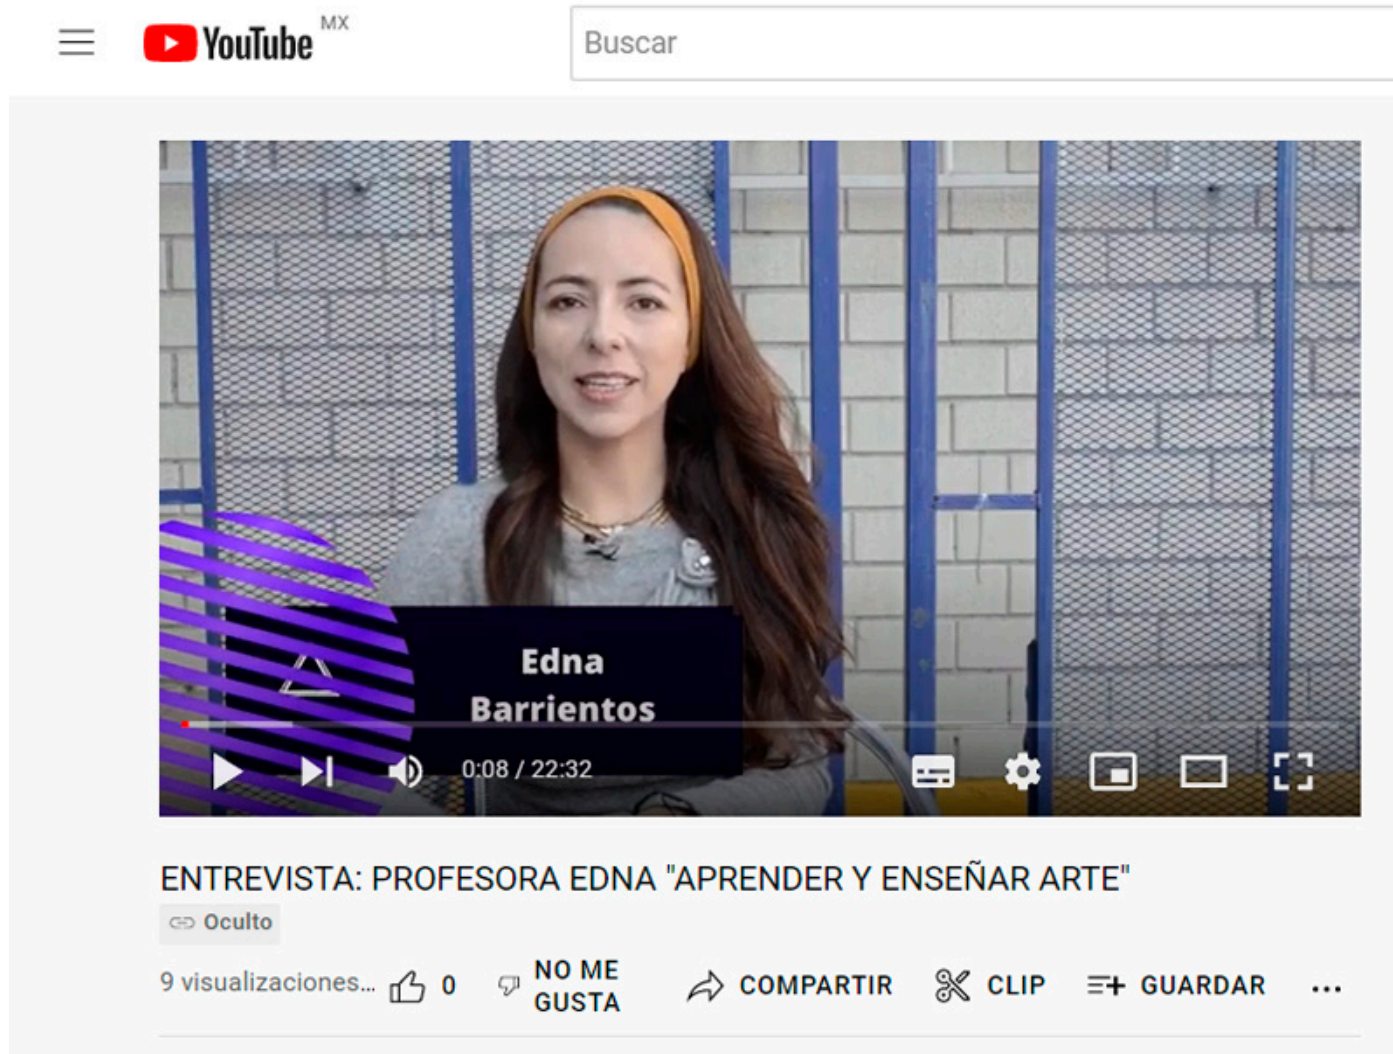 YouTube MX
Buscar
Edna
Barrientos
0:08 / 22:32
ENTREVISTA: PROFESORA EDNA "APRENDER Y ENSEÑAR ARTE"
Oculto
9 visualizaciones... 0 NO ME GUSTA COMPARTIR CLIP GUARDAR ...